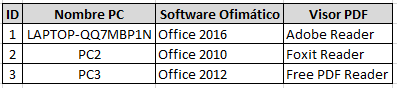 ID Nombre PC Software Ofimático Visor PDF
1 LAPTOP-QQ7MBP1N Office 2016 Adobe Reader
2 PC2 Office 2010 Foxit Reader
3 PC3 Office 2012 Free PDF Reader